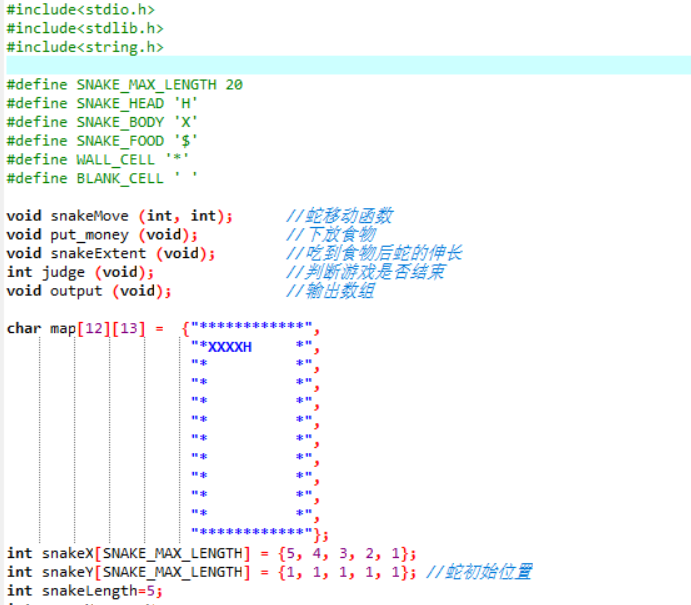 #include<stdio.h>
#include<stdlib.h>
#include<string.h>
#define SNAKE_MAX_LENGTH 20
#define SNAKE_HEAD 'H'
#define SNAKE_BODY 'X'
#define SNAKE_FOOD '$'
#define WALL_CELL '*'
#define BLANK_CELL ' '
void snakeMove (int, int);      //蛇移动函数
void put_money (void);          //下放食物
void snakeExtent (void);        //吃到食物后蛇的伸长
int judge (void);               //判断游戏是否结束
void output (void);             //输出数组
char map[12][13] =  {"************",
                     "*XXXXH     *",
                     "*          *",
                     "*          *",
                     "*          *",
                     "*          *",
                     "*          *",
                     "*          *",
                     "*          *",
                     "*          *",
                     "*          *",
                     "************"};
int snakeX[SNAKE_MAX_LENGTH] = {5, 4, 3, 2, 1};
int snakeY[SNAKE_MAX_LENGTH] = {1, 1, 1, 1, 1}; //蛇初始位置
int snakeLength=5;